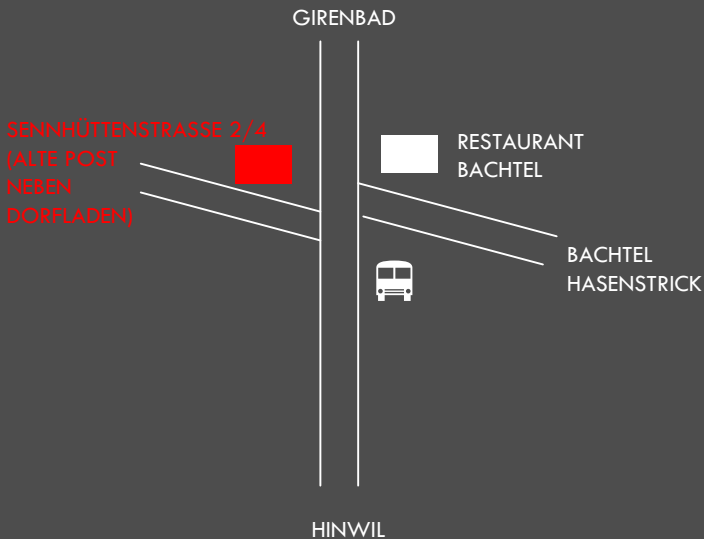 GIRENBAD
SENNHÜTTENSTRASSE 2/4
(ALTE POST
NEBEN
DORFLADEN)
RESTAURANT
BACHTEL
BACHTEL
HASENSTRICK
HINWIL